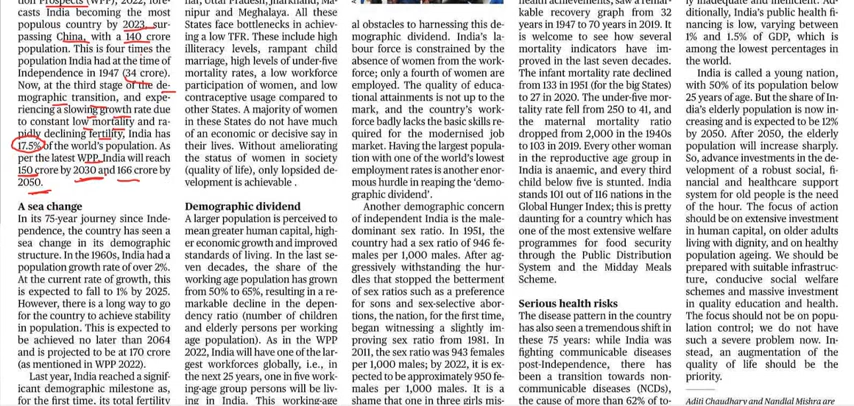 tion Prospects (WPP), 2022, fore-
casts India becoming the most
populous country by 2023, sur-
passing China, with a 140 crore
population. This is four times the
population India had at the time of
Independence in 1947 (34 crore).
Now, at the third stage of the de-
mographic transition, and expe-
riencing a slowing growth rate due
to constant low mortality and ra-
pidly declining fertility, India has
17.5% of the world's population. As
per the latest WPP, India will reach
150 crore by 2030 and 166 crore by
2050.
A sea change
In its 75-year journey since Inde-
pendence, the country has seen a
sea change in its demographic
structure. In the 1960s, India had a
population growth rate of over 2%.
At the current rate of growth, this
is expected to fall to 1% by 2025.
However, there is a long way to go
for the country to achieve stability
in population. This is expected to
be achieved no later than 2064
and is projected to be at 170 crore
(as mentioned in WPP 2022).
Last year, India reached a signif-
icant demographic milestone as,
for the first time, its total fertility
har, Uttar Pradesh, Jharkhand, Ma-
nipur and Meghalaya. All these
States face bottlenecks in achiev-
ing a low TFR. These include high
illiteracy levels, rampant child
marriage, high levels of under-five
mortality rates, a low workforce
participation of women, and low
contraceptive usage compared to
other States. A majority of women
in these States do not have much
of an economic or decisive say in
their lives. Without ameliorating
the status of women in society
(quality of life), only lopsided de-
velopment is achievable .
Demographic dividend
A larger population is perceived to
mean greater human capital, high-
er economic growth and improved
standards of living. In the last se-
ven decades, the share of the
working age population has grown
from 50% to 65%, resulting in a re-
markable decline in the depen-
dency ratio (number of children
and elderly persons per working
age population). As in the WPP
2022, India will have one of the lar-
gest workforces globally, i.e., in
the next 25 years, one in five work-
ing-age group persons will be liv-
ing in India. This working-age
al obstacles to harnessing this de-
mographic dividend. India's la-
bour force is constrained by the
absence of women from the work-
force; only a fourth of women are
employed. The quality of educa-
tional attainments is not up to the
mark, and the country's work-
force badly lacks the basic skills re-
quired for the modernised job
market. Having the largest popula-
tion with one of the world's lowest
employment rates is another enor-
mous hurdle in reaping the 'demo-
graphic dividend'.
Another demographic concern
of independent India is the male-
dominant sex ratio. In 1951, the
country had a sex ratio of 946 fe-
males per 1,000 males. After ag-
gressively withstanding the hur-
dles that stopped the betterment
of sex ratios such as a preference
for sons and sex-selective abor-
tions, the nation, for the first time,
began witnessing a slightly im-
proving sex ratio from 1981. In
2011, the sex ratio was 943 females
per 1,000 males; by 2022, it is ex-
pected to be approximately 950 fe-
males per 1,000 males. It is a
shame that one in three girls mis-
health achievements, saw a remar-
kable recovery graph from 32
years in 1947 to 70 years in 2019. It
is welcome to see how several
mortality indicators have im-
proved in the last seven decades.
The infant mortality rate declined
from 133 in 1951 (for the big States)
to 27 in 2020. The under-five mor-
tality rate fell from 250 to 41, and
the maternal mortality ratio
dropped from 2,000 in the 1940s
to 103 in 2019. Every other woman
in the reproductive age group in
India is anaemic, and every third
child below five is stunted. India
stands 101 out of 116 nations in the
Global Hunger Index; this is pretty
daunting for a country which has
one of the most extensive welfare
programmes for food security
through the Public Distribution
System and the Midday Meals
Scheme.
Serious health risks
The disease pattern in the country
has also seen a tremendous shift in
these 75 years: while India was
fighting communicable diseases
post-Independence, there has
been a transition towards non-
communicable diseases (NCDs),
the cause of more than 62% of to-
ly inadequate and inefficient. Ad-
ditionally, India's public health fi-
nancing is low, varying between
1% and 1.5% of GDP, which is
among the lowest percentages in
the world.
India is called a young nation,
with 50% of its population below
25 years of age. But the share of In-
dia's elderly population is now in-
creasing and is expected to be 12%
by 2050. After 2050, the elderly
population will increase sharply.
So, advance investments in the de-
velopment of a robust social, fi-
nancial and healthcare support
system for old people is the need
of the hour. The focus of action
should be on extensive investment
in human capital, on older adults
living with dignity, and on healthy
population ageing. We should be
prepared with suitable infrastruc-
ture, conducive social welfare
schemes and massive investment
in quality education and health.
The focus should not be on popu-
lation control; we do not have
such a severe problem now. In-
stead, an augmentation of the
quality of life should be the
priority.
Aditi Chaudhary and Nandlal Mishra are